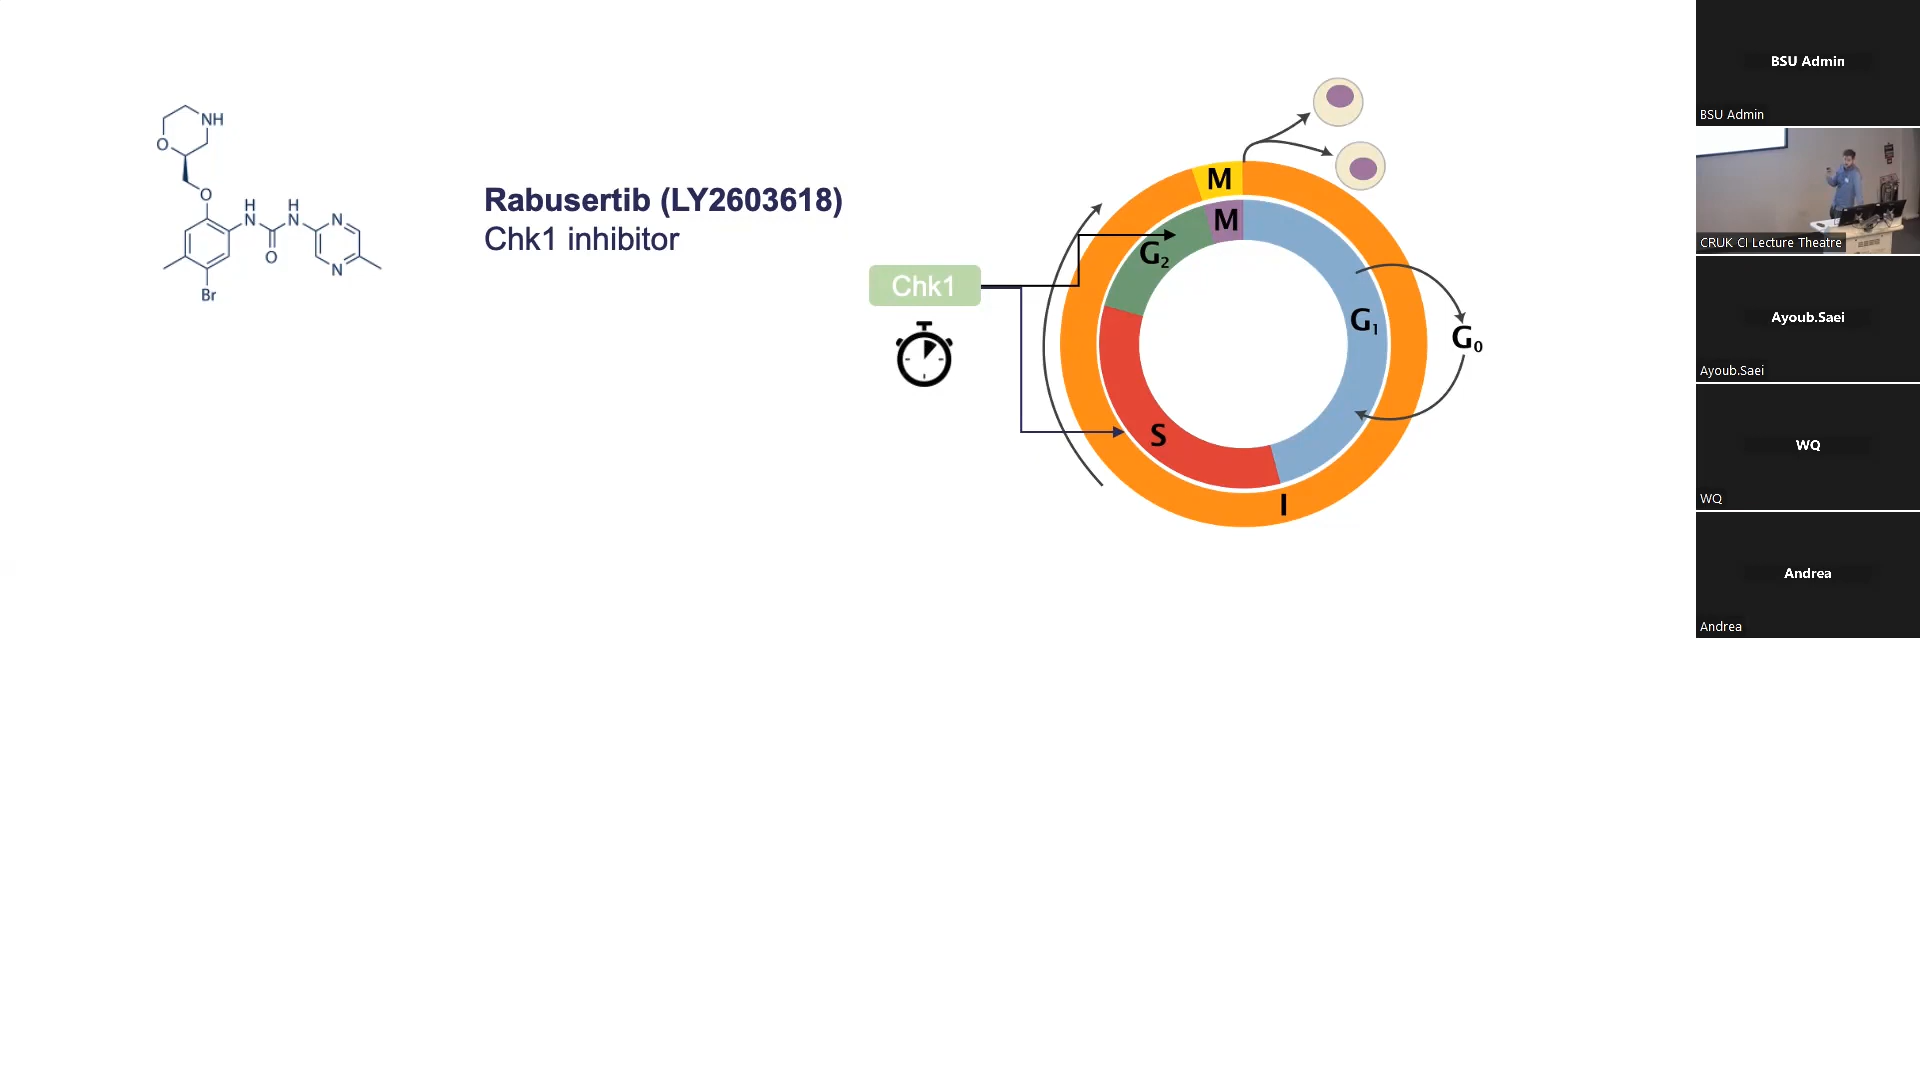 NH
O
O
H
N
H
N
O
N
N
Br
Rabusertib (LY2603618)
Chk1 inhibitor
Chk1
M
M
G₂
G₁
G₀
S
I
BSU Admin
BSU Admin
CRUK CI Lecture Theatre
Ayoub.Saei
Ayoub.Saei
WQ
WQ
Andrea
Andrea